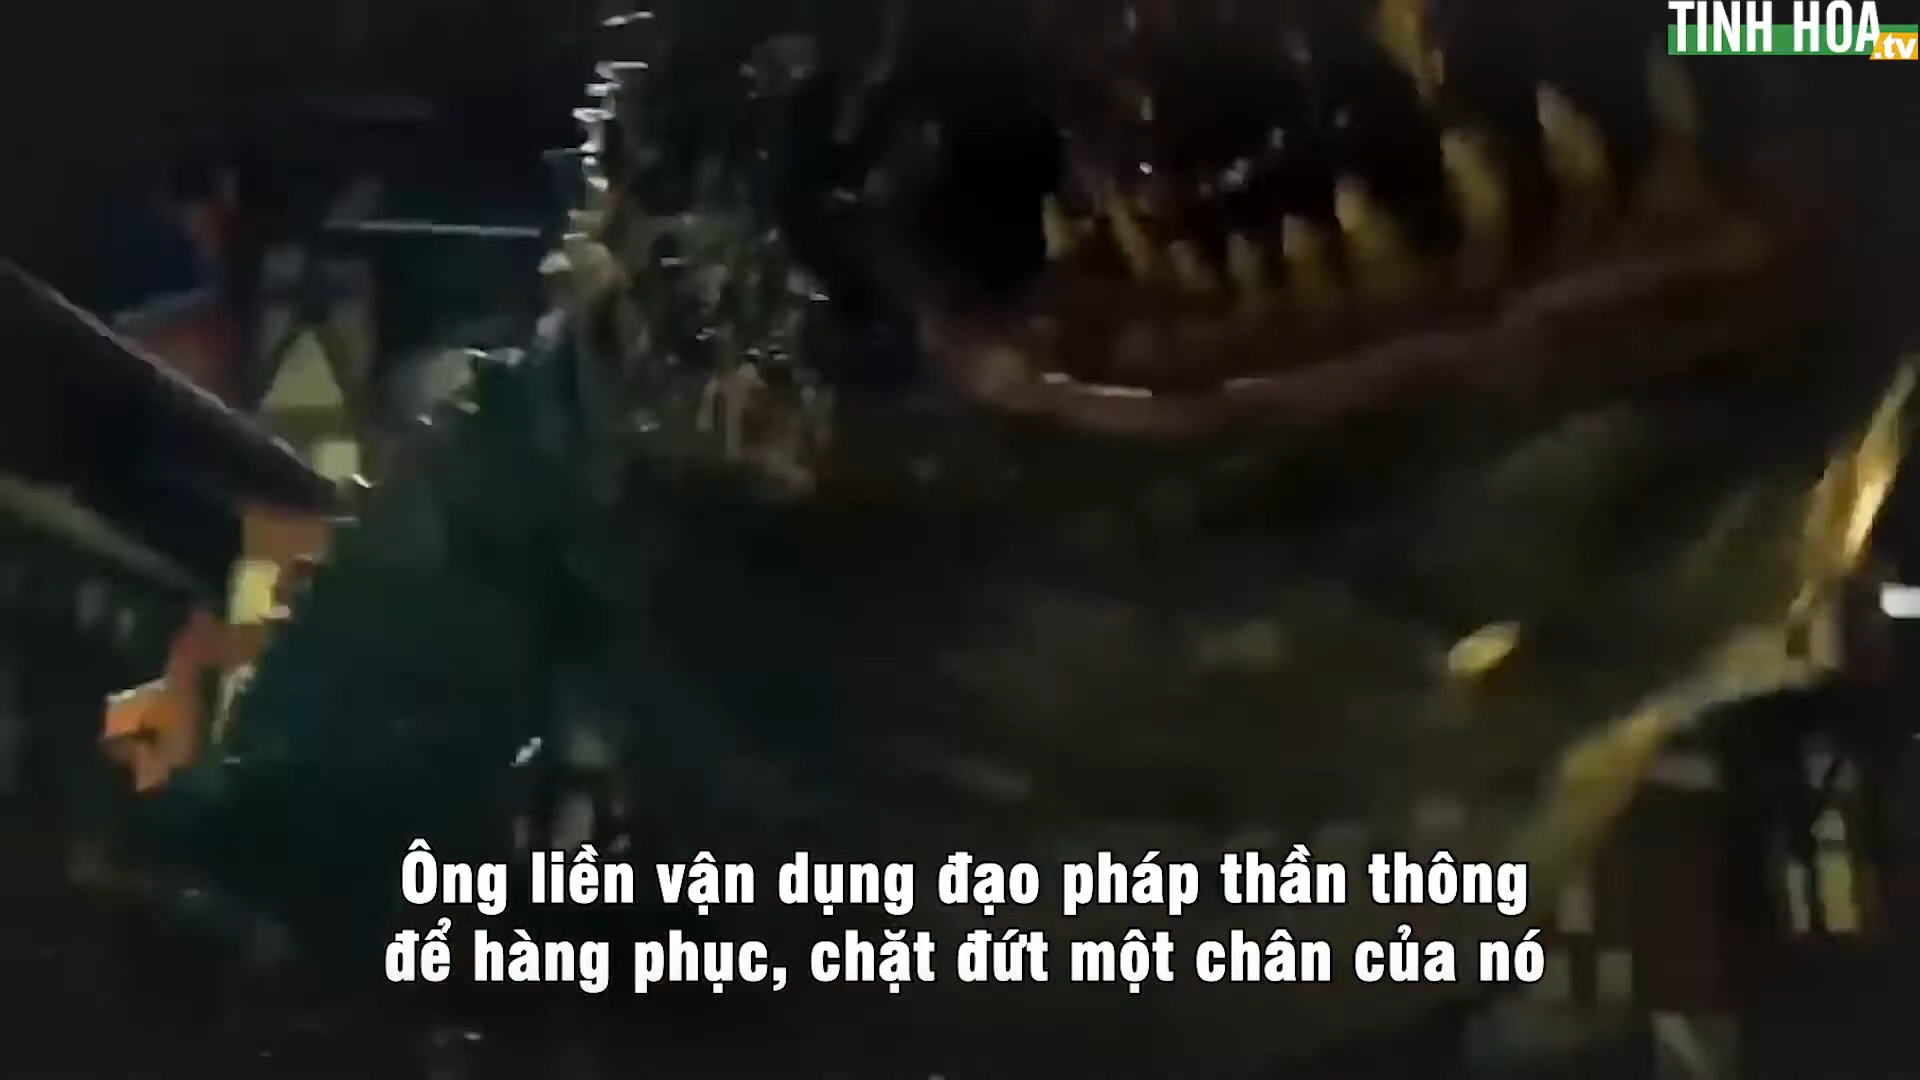 TINH HOA
.tv
Ông liền vận dụng đạo pháp thần thông
để hàng phục, chặt đứt một chân của nó